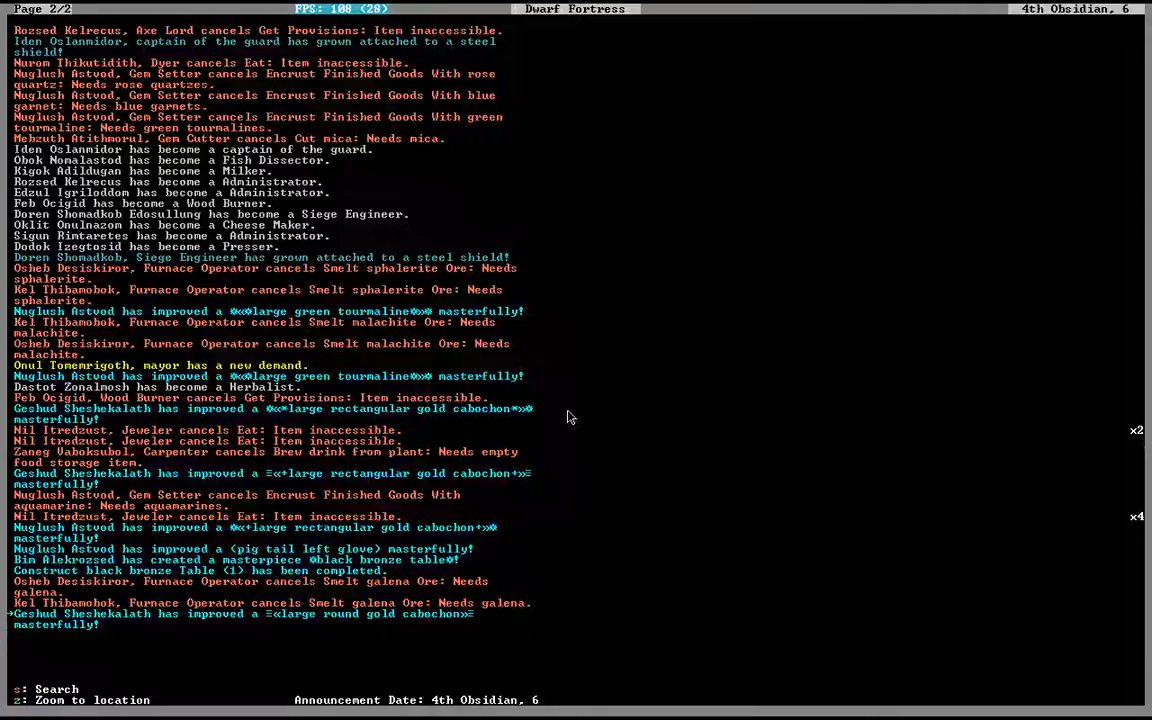 Page 2/2 FPS: 108 (28) Dwarf Fortress 4th Obsidian, 6
Rozsed Kelrecus, Axe Lord cancels Get Provisions: Item inaccessible.
Iden Oslanmidor, captain of the guard has grown attached to a steel
shield!
Nurom Thikutidith, Dyer cancels Eat: Item inaccessible.
Nuglush Astvod, Gem Setter cancels Encrust Finished Goods With rose
quartz: Needs rose quartzes.
Nuglush Astvod, Gem Setter cancels Encrust Finished Goods With blue
garnet: Needs blue garnets.
Nuglush Astvod, Gem Setter cancels Encrust Finished Goods With green
tourmaline: Needs green tourmalines.
Mebzuth Atithmorul, Gem Cutter cancels Cut mica: Needs mica.
Iden Oslanmidor has become a captain of the guard.
Obok Nomalastod has become a Fish Dissector.
Kigok Adildugan has become a Milker.
Rozsed Kelrecus has become a Administrator.
Edzul Igriloddom has become a Administrator.
Feb Ocigid has become a Wood Burner.
Doren Shomadkob Edosullung has become a Siege Engineer.
Oklit Onulnazom has become a Cheese Maker.
Sigun Rimtaretes has become a Administrator.
Dodok Izegtosid has become a Presser.
Doren Shomadkob, Siege Engineer has grown attached to a steel shield!
Osheb Desiskiror, Furnace Operator cancels Smelt sphalerite Ore: Needs
sphalerite.
Kel Thibamobok, Furnace Operator cancels Smelt sphalerite Ore: Needs
sphalerite.
Nuglush Astvod has improved a ☼«☼large green tourmaline☼»☼ masterfully!
Kel Thibamobok, Furnace Operator cancels Smelt malachite Ore: Needs
malachite.
Osheb Desiskiror, Furnace Operator cancels Smelt malachite Ore: Needs
malachite.
Onul Tomemrigoth, mayor has a new demand.
Nuglush Astvod has improved a ☼«☼large green tourmaline☼»☼ masterfully!
Dastot Zonalmosh has become a Herbalist.
Feb Ocigid, Wood Burner cancels Get Provisions: Item inaccessible.
Geshud Sheshekalath has improved a ☼«*large rectangular gold cabochon*»☼
masterfully!
Nil Itredzust, Jeweler cancels Eat: Item inaccessible. x2
Nil Itredzust, Jeweler cancels Eat: Item inaccessible.
Zaneg Vaboksubol, Carpenter cancels Brew drink from plant: Needs empty
food storage item.
Geshud Sheshekalath has improved a ≡«+large rectangular gold cabochon+»≡
masterfully!
Nuglush Astvod, Gem Setter cancels Encrust Finished Goods With
aquamarine: Needs aquamarines.
Nil Itredzust, Jeweler cancels Eat: Item inaccessible. x4
Nuglush Astvod has improved a ☼«+large rectangular gold cabochon+»☼
masterfully!
Nuglush Astvod has improved a (pig tail left glove) masterfully!
Bim Alekrozsed has created a masterpiece ☼black bronze table☼!
Construct black bronze Table (1) has been completed.
Osheb Desiskiror, Furnace Operator cancels Smelt galena Ore: Needs
galena.
Kel Thibamobok, Furnace Operator cancels Smelt galena Ore: Needs galena.
→Geshud Sheshekalath has improved a ≡«large round gold cabochon»≡
masterfully!
s: Search
z: Zoom to location Announcement Date: 4th Obsidian, 6